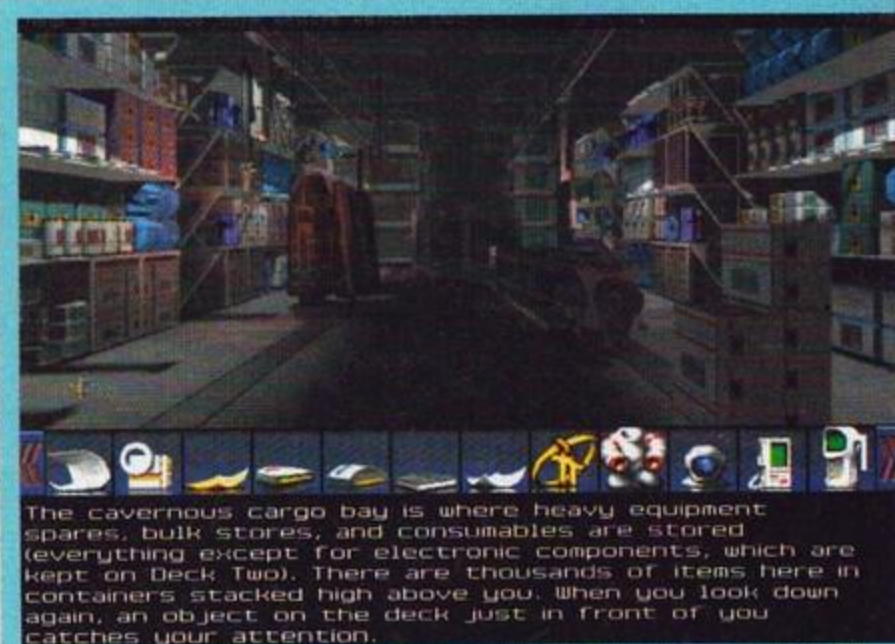 The cavernous cargo bay is where heavy equipment
spares, bulk stores, and consumables are stored
(everything except for electronic components, which are
kept on Deck Two). There are thousands of items here in
containers stacked high above you. When you look down
again, an object on the deck just in front of you
catches your attention.